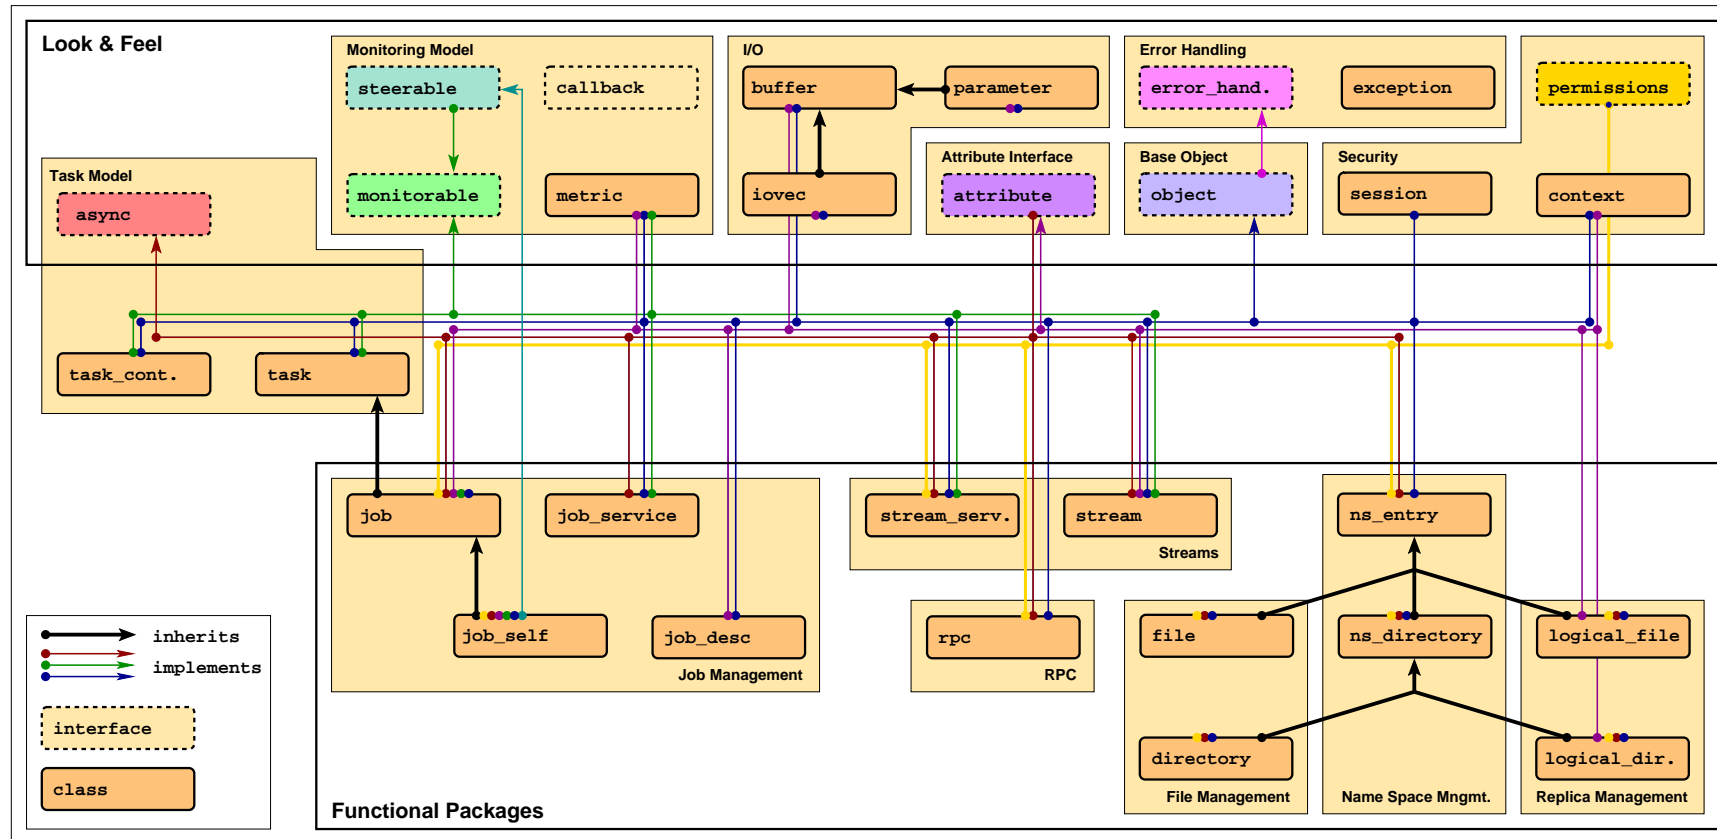 Look & Feel
Monitoring Model
I/O
Error Handling
steerable
callback
buffer
parameter
error_hand.
exception
permissions
Task Model
Attribute Interface
Base Object
Security
async
monitorable
metric
iovec
attribute
object
session
context
task_cont.
task
job
job_service
stream_serv.
stream
ns_entry
Streams
job_self
job_desc
rpc
file
ns_directory
logical_file
Job Management
RPC
inherits
implements
interface
class
directory
logical_dir.
File Management
Name Space Mngmt.
Replica Management
Functional Packages